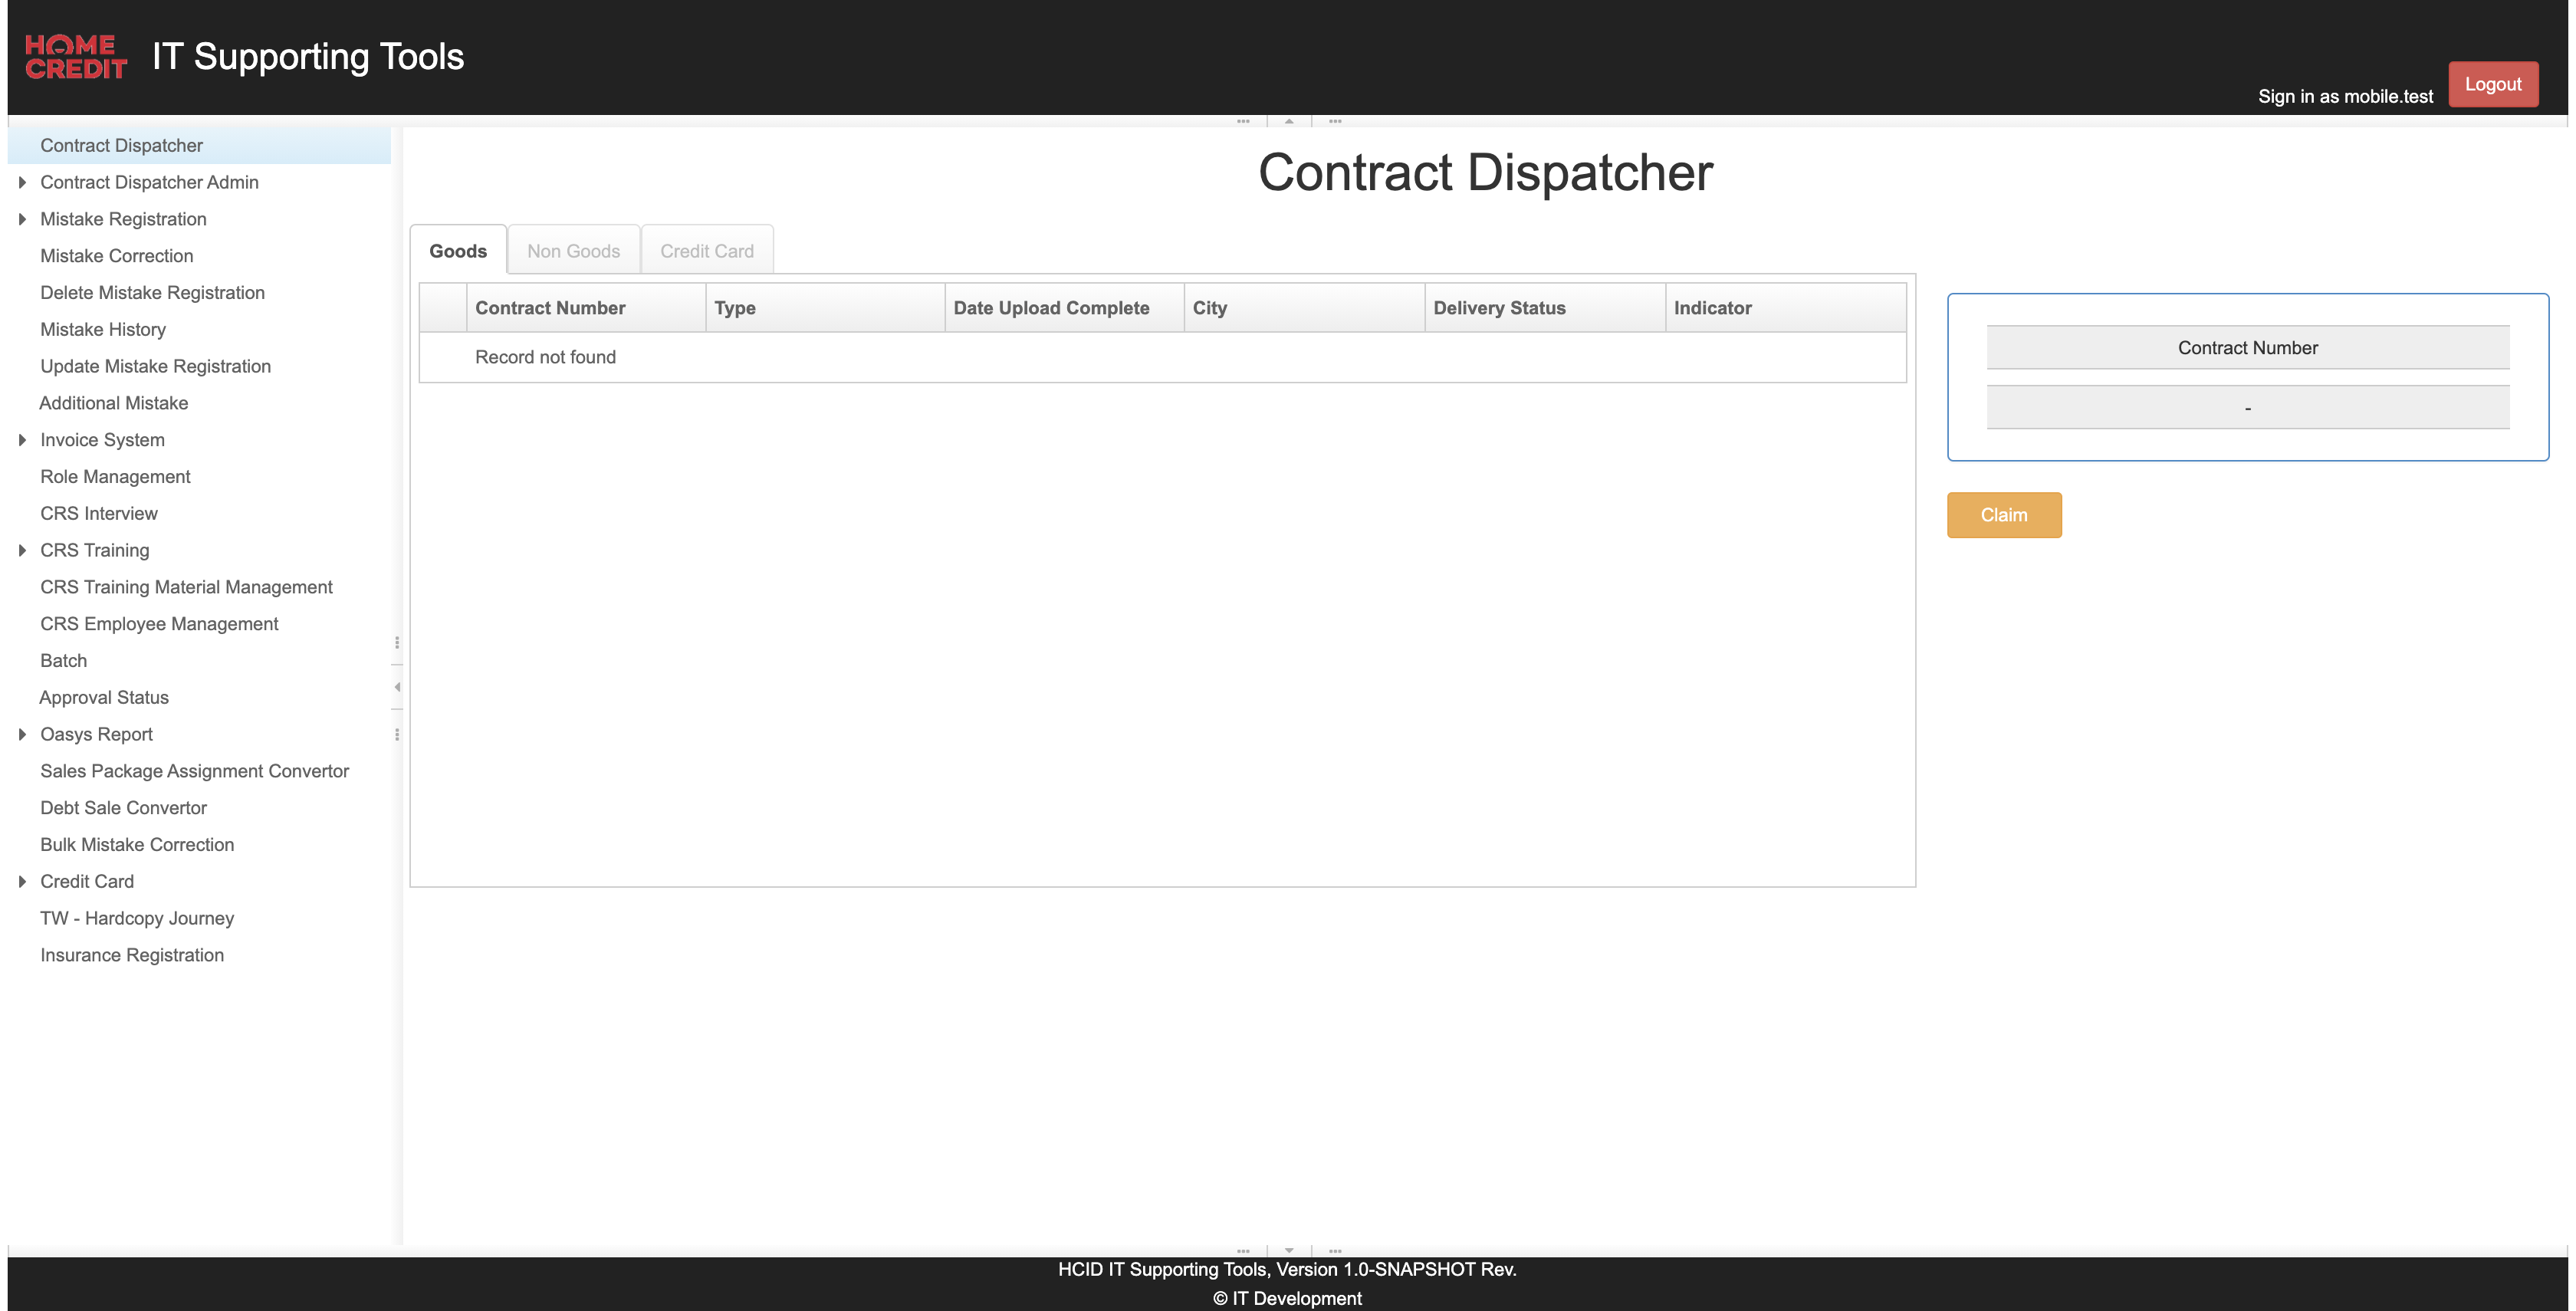 HOME
CREDIT
IT Supporting Tools
Sign in as mobile.test
Logout
Contract Dispatcher
Contract Dispatcher Admin
Mistake Registration
Mistake Correction
Delete Mistake Registration
Mistake History
Update Mistake Registration
Additional Mistake
Invoice System
Role Management
CRS Interview
CRS Training
CRS Training Material Management
CRS Employee Management
Batch
Approval Status
Oasys Report
Sales Package Assignment Convertor
Debt Sale Convertor
Bulk Mistake Correction
Credit Card
TW - Hardcopy Journey
Insurance Registration
Contract Dispatcher
Goods Non Goods Credit Card
Contract Number Type Date Upload Complete City Delivery Status Indicator
Record not found
Contract Number
-
Claim
HCID IT Supporting Tools, Version 1.0-SNAPSHOT Rev.
© IT Development